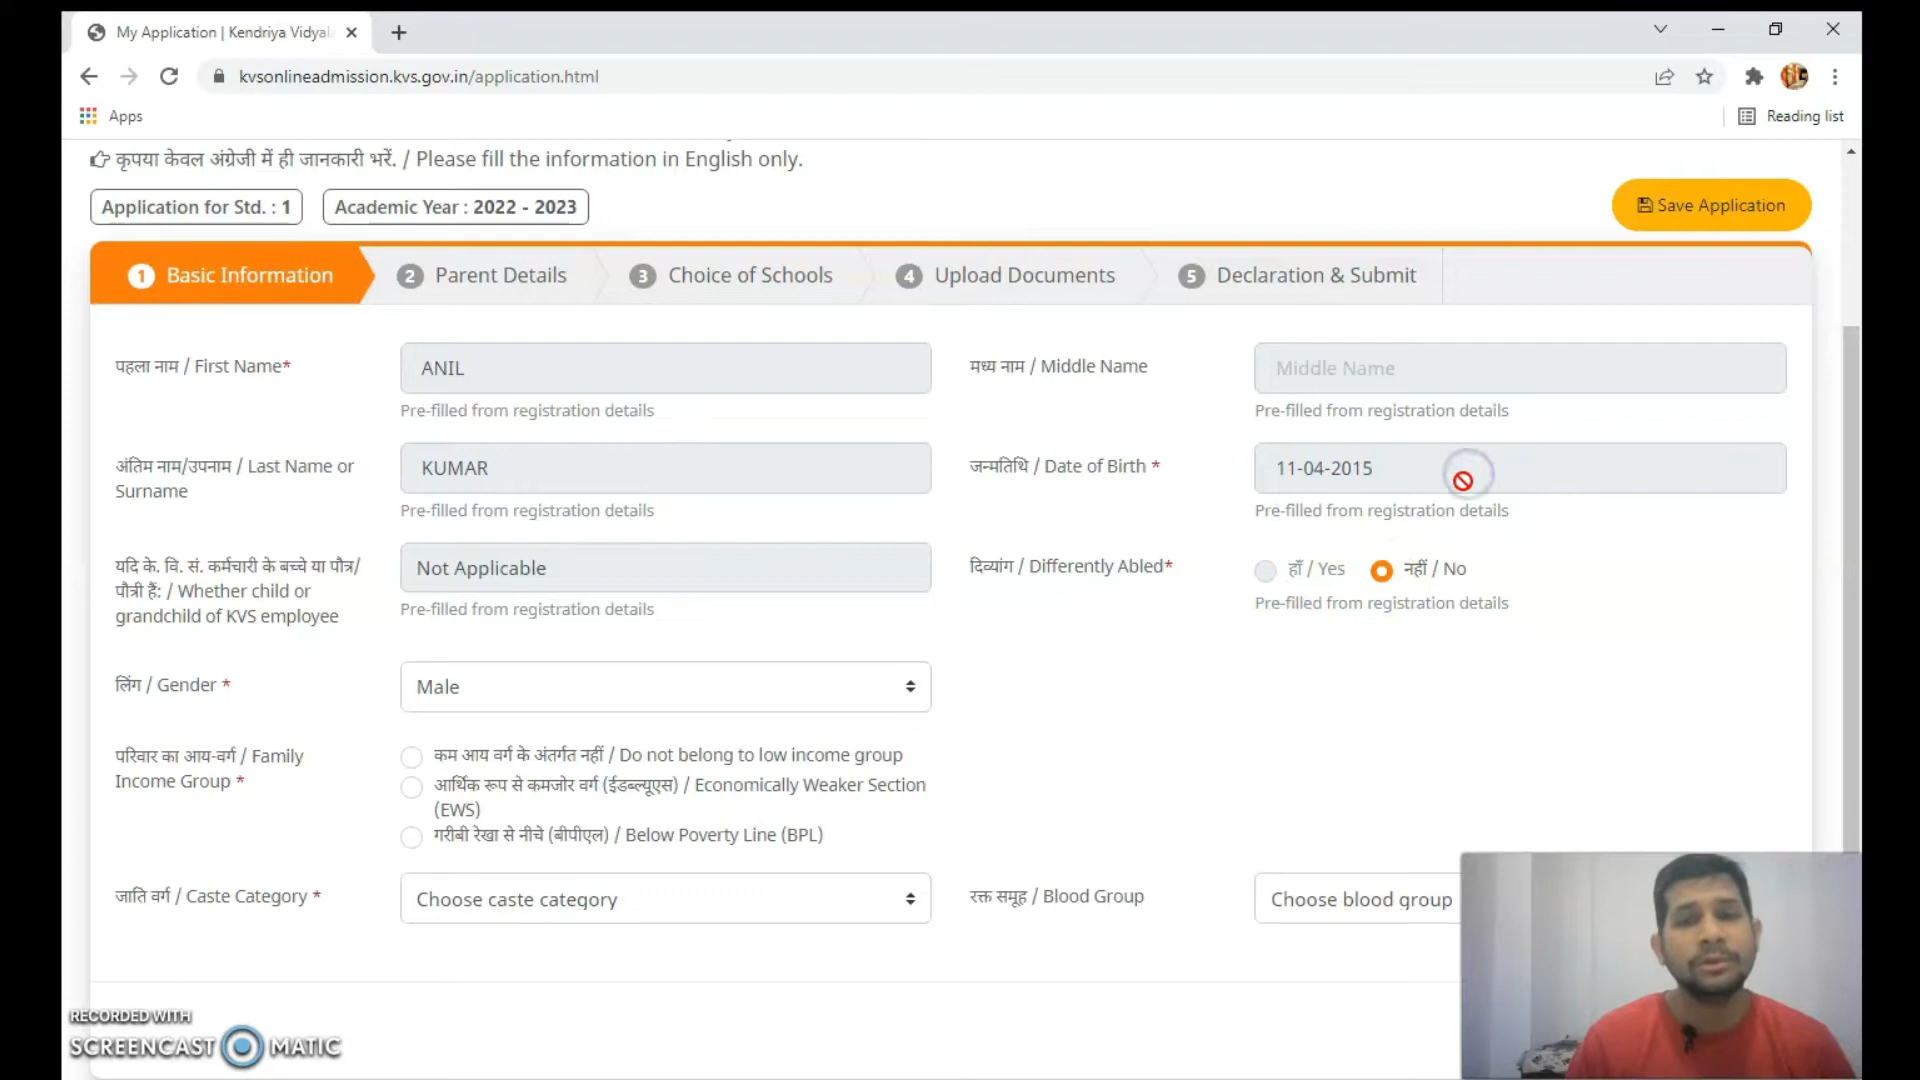 My Application | Kendriya Vidyal
kvsonlineadmission.kvs.gov.in/application.html
Apps
Reading list
कृपया केवल अंग्रेजी में ही जानकारी भरें. / Please fill the information in English only.
Application for Std. : 1
Academic Year : 2022 - 2023
Save Application
1 Basic Information
2 Parent Details
3 Choice of Schools
4 Upload Documents
5 Declaration & Submit
पहला नाम / First Name*
ANIL
Pre-filled from registration details
मध्य नाम / Middle Name
Middle Name
Pre-filled from registration details
अंतिम नाम/उपनाम / Last Name or
Surname
KUMAR
Pre-filled from registration details
जन्मतिथि / Date of Birth *
11-04-2015
Pre-filled from registration details
यदि के. वि. सं. कर्मचारी के बच्चे या पौत्र/
पौत्री हैं: / Whether child or
grandchild of KVS employee
Not Applicable
Pre-filled from registration details
दिव्यांग / Differently Abled*
हाँ / Yes
नहीं / No
Pre-filled from registration details
लिंग / Gender *
Male
परिवार का आय-वर्ग / Family
Income Group *
कम आय वर्ग के अंतर्गत नहीं / Do not belong to low income group
आर्थिक रूप से कमजोर वर्ग (ईडब्ल्यूएस) / Economically Weaker Section
(EWS)
गरीबी रेखा से नीचे (बीपीएल) / Below Poverty Line (BPL)
जाति वर्ग / Caste Category *
Choose caste category
रक्त समूह / Blood Group
Choose blood group
RECORDED WITH
SCREENCAST MATIC